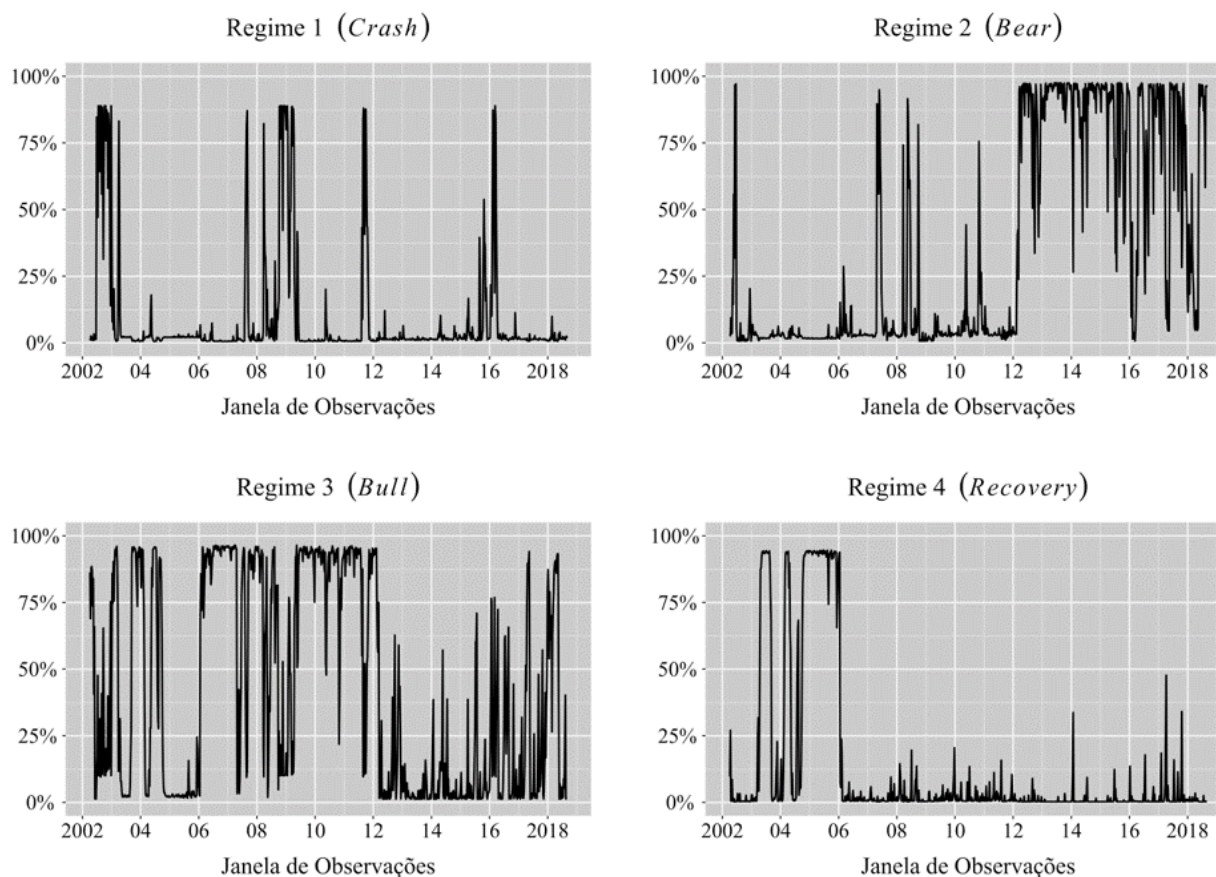 Regime 1 (Crash)
100%
75%
50%
25%
0%
2002 04 06 08 10 12 14 16 2018
Janela de Observações
Regime 2 (Bear)
100%
75%
50%
25%
0%
2002 04 06 08 10 12 14 16 2018
Janela de Observações
Regime 3 (Bull)
100%
75%
50%
25%
0%
2002 04 06 08 10 12 14 16 2018
Janela de Observações
Regime 4 (Recovery)
100%
75%
50%
25%
0%
2002 04 06 08 10 12 14 16 2018
Janela de Observações